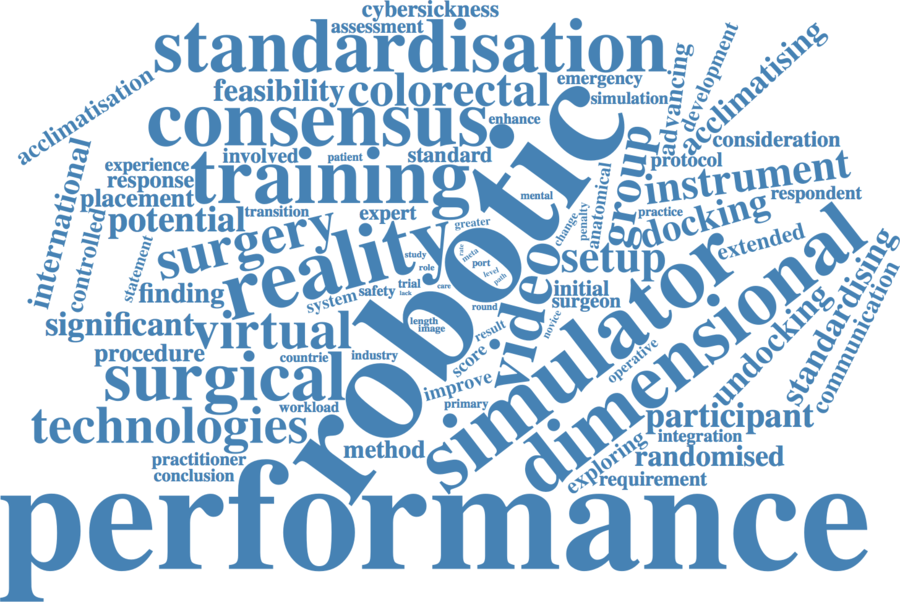 cybersickness
assessment
standardisation
emergency
feasibility
colorectal
simulation
advancing
development
acclimatising
acclimatisation
consensus
enhance
robotic
consideration
experience
involved
patient
standard
protocol
response
training
mental
group
instrument
respondent
placement
potential
transition
expert
greater
change
penalty
anatomical
practice
docking
international
controlled
statement
surgery
reality
study
role
rate
meta
port
level
path
video
setup
extended
finding
system
safety
trial
lack
care
initial
surgeon
significant
virtual
length
image
round
result
novice
simulator
dimensional
undocking
standardising
communication
procedure
countrie
industry
score
operative
surgical
improve
workload
primary
technologies
method
participant
integration
practitioner
conclusion
exploring
randomised
requirement
performance